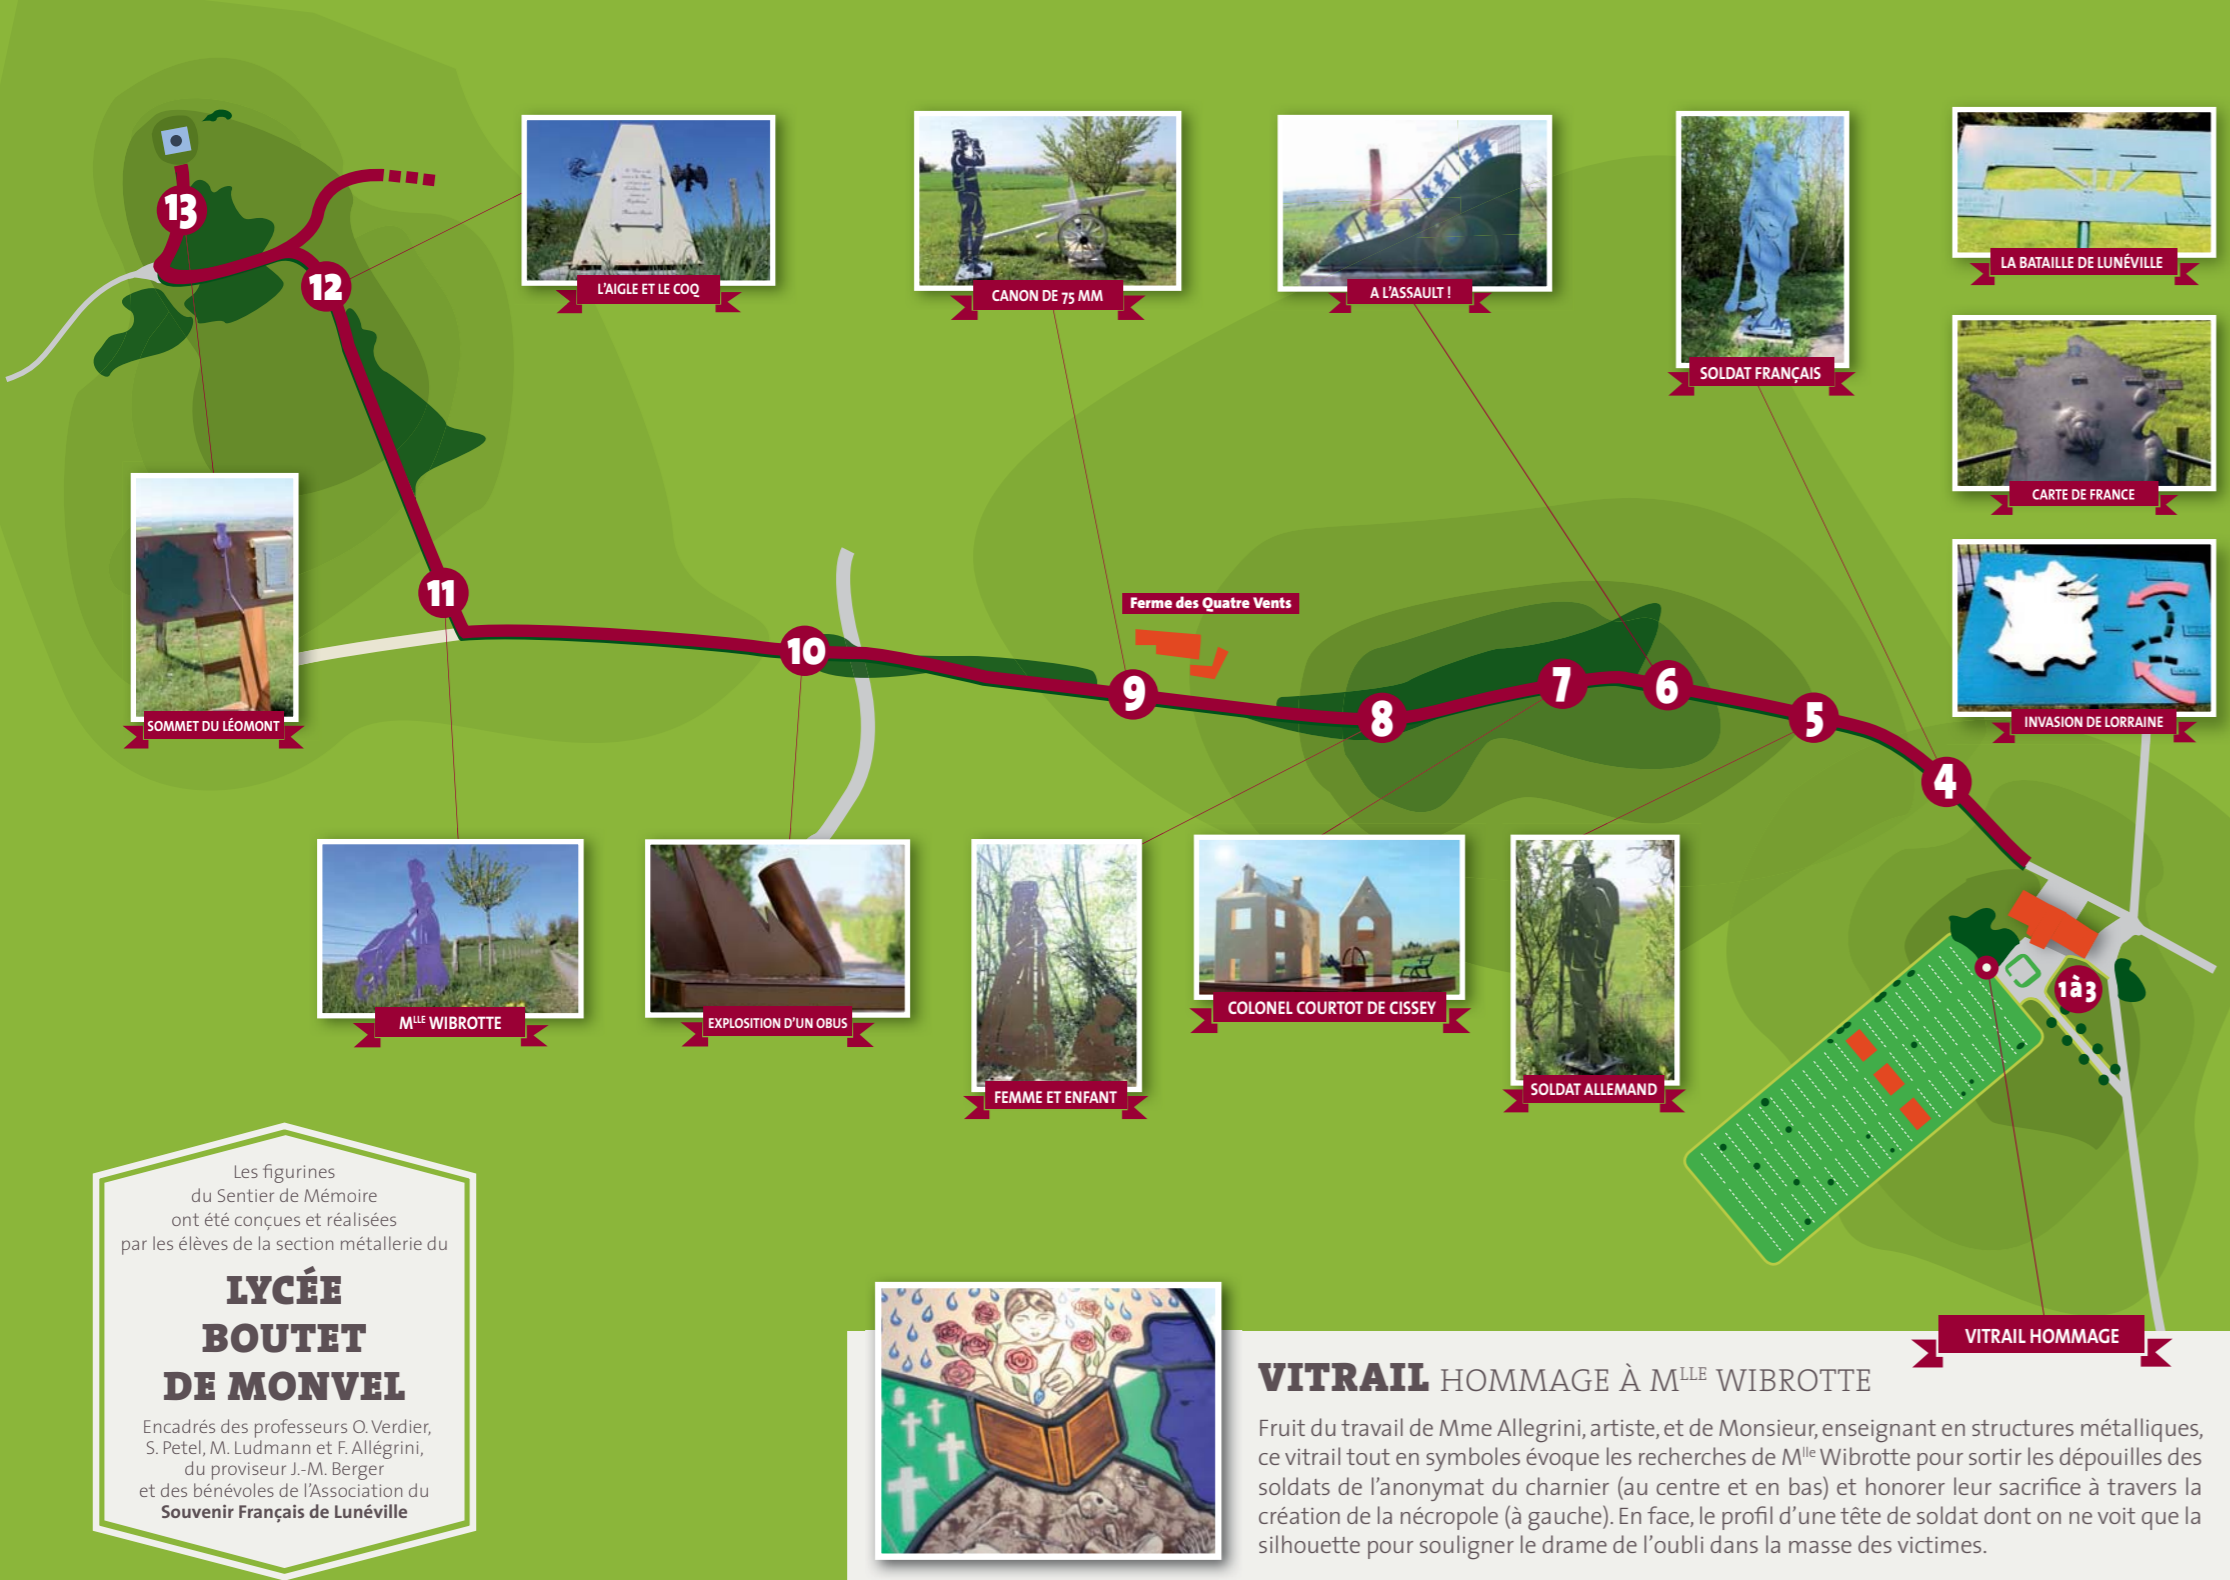 13
12
L'AIGLE ET LE COQ
CANON DE 75 MM
A L'ASSAULT !
SOLDAT FRANÇAIS
LA BATAILLE DE LUNÉVILLE
CARTE DE FRANCE
INVASION DE LORRAINE
SOMMET DU LÉOMONT
11
10
Ferme des Quatre Vents
9
8
7
6
5
4
1à3
MLLE WIBROTTE
EXPLOSITION D'UN OBUS
FEMME ET ENFANT
COLONEL COURTOT DE CISSEY
SOLDAT ALLEMAND
Les figurines
du Sentier de Mémoire
ont été conçues et réalisées
par les élèves de la section métallerie du
LYCÉE
BOUTET
DE MONVEL
Encadrés des professeurs O. Verdier,
S. Petel, M. Ludmann et F. Allégrini,
du proviseur J.-M. Berger
et des bénévoles de l'Association du
Souvenir Français de Lunéville
VITRAIL HOMMAGE
VITRAIL HOMMAGE À MLLE WIBROTTE
Fruit du travail de Mme Allegrini, artiste, et de Monsieur, enseignant en structures métalliques,
ce vitrail tout en symboles évoque les recherches de Mlle Wibrotte pour sortir les dépouilles des
soldats de l'anonymat du charnier (au centre et en bas) et honorer leur sacrifice à travers la
création de la nécropole (à gauche). En face, le profil d'une tête de soldat dont on ne voit que la
silhouette pour souligner le drame de l'oubli dans la masse des victimes.